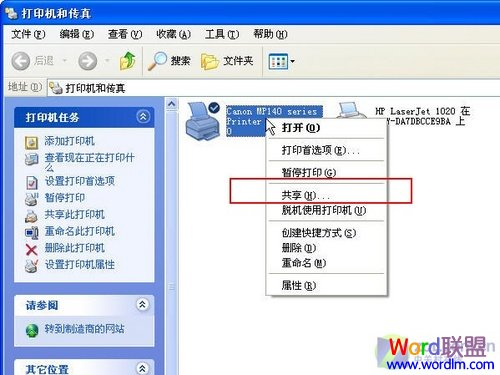 打印机和传真
文件(F) 编辑(E) 查看(V) 收藏(A) 工具(T) 帮助(H)
后退 搜索 文件夹
地址(D) 打印机和传真
打印机任务
添加打印机
查看现在正在打印什么
设置打印首选项
暂停打印
共享此打印机
重命名此打印机
删除此打印机
设置打印机属性
请参阅
转到制造商的网站
其它位置
Canon MP140 series
Printer
0
HP LaserJet 1020 在
上
打开(O)
打印首选项(E)...
暂停打印(G)
共享(H)...
脱机使用打印机(U)
创建快捷方式(S)
删除(D)
重命名(M)
属性(R)
Word联盟
www.wordlm.com